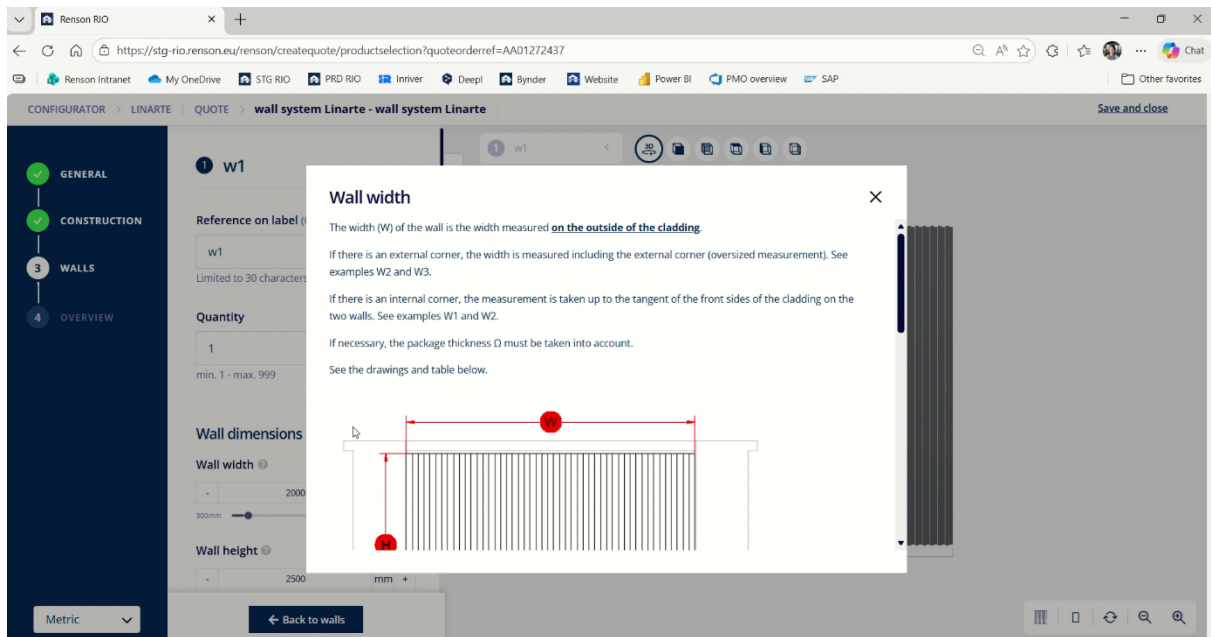 Renson RIO
https://stg-rio.renson.eu/renson/createquote/productselection?quoteorderref=AA01272437
Chat
Renson Intranet My OneDrive STG RIO PRD RIO Inriver Deepl Bynder Website Power BI PMO overview SAP Other favorites
CONFIGURATOR > LINARTE QUOTE > wall system Linarte - wall system Linarte Save and close
1 w1
3D
GENERAL
CONSTRUCTION
3 WALLS
4 OVERVIEW
1 w1
Reference on label
w1
Limited to 30 characters
Quantity
1
min. 1 - max. 999
Wall dimensions
Wall width
- 2000
300mm
Wall height
- 2500 mm +
Wall width
The width (W) of the wall is the width measured on the outside of the cladding.
If there is an external corner, the width is measured including the external corner (oversized measurement). See
examples W2 and W3.
If there is an internal corner, the measurement is taken up to the tangent of the front sides of the cladding on the
two walls. See examples W1 and W2.
If necessary, the package thickness Ω must be taken into account.
See the drawings and table below.
W
H
Metric
← Back to walls